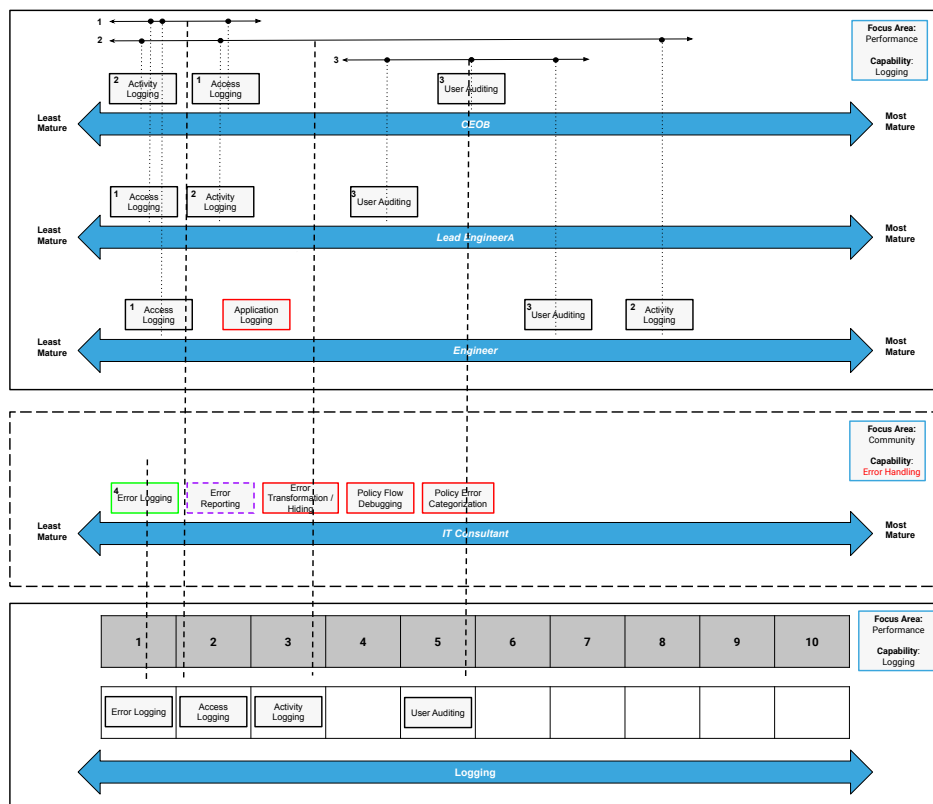 1
2
3
Focus Area:
Performance
Capability:
Logging
2
Activity
Logging
1
Access
Logging
3
User Auditing
Least
Mature
CEOB
Most
Mature
1
Access
Logging
2
Activity
Logging
3
User Auditing
Least
Mature
Lead EngineerA
Most
Mature
1
Access
Logging
Application
Logging
3
User Auditing
2
Activity
Logging
Least
Mature
Engineer
Most
Mature
Focus Area:
Community
Capability:
Error Handling
4
Error Logging
Error
Reporting
Error
Transformation /
Hiding
Policy Flow
Debugging
Policy Error
Categorization
Least
Mature
IT Consultant
Most
Mature
1 2 3 4 5 6 7 8 9 10
Focus Area:
Performance
Capability:
Logging
Error Logging
Access
Logging
Activity
Logging
User Auditing
Logging